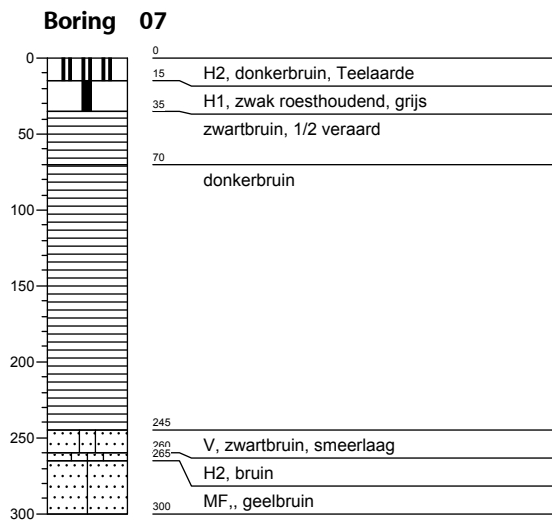 Boring 07
0
0
15
H2, donkerbruin, Teelaarde
35
H1, zwak roesthoudend, grijs
zwartbruin, 1/2 veraard
50
70
donkerbruin
100
150
200
245
250
260
V, zwartbruin, smeerlaag
265
H2, bruin
300
300
MF,, geelbruin